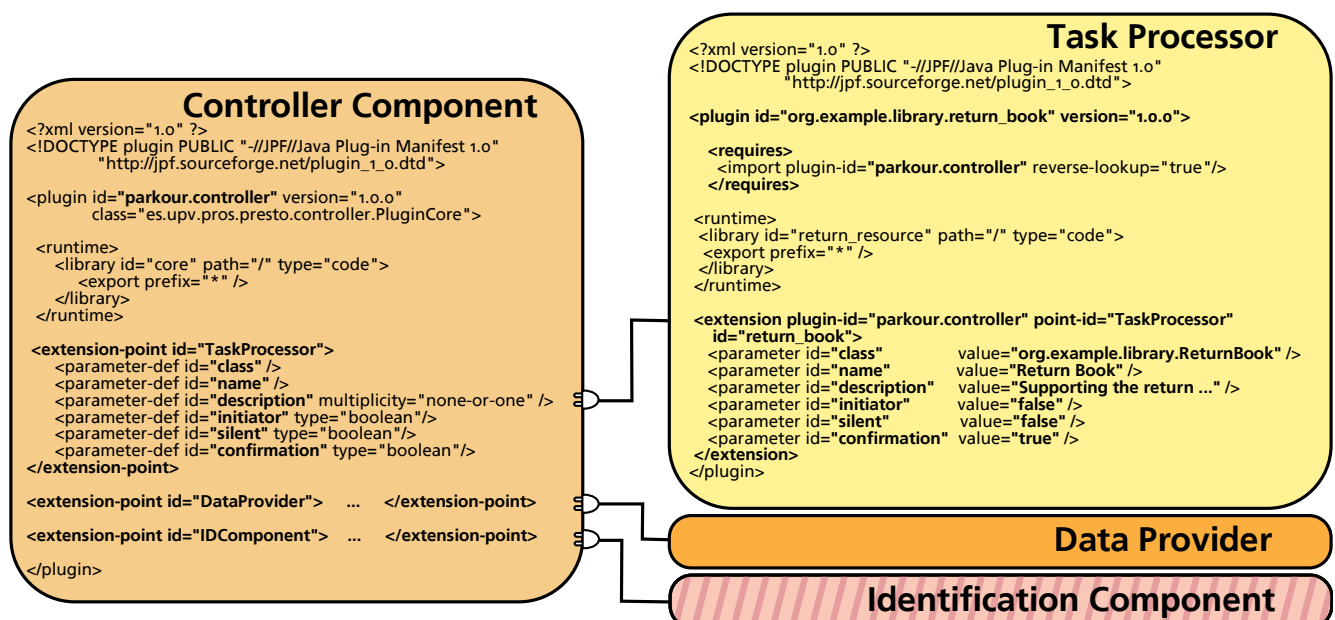 Controller Component
<?xml version="1.0" ?>
<!DOCTYPE plugin PUBLIC "-//JPF//Java Plug-in Manifest 1.0"
"http://jpf.sourceforge.net/plugin_1_0.dtd">
<plugin id="parkour.controller" version="1.0.0"
class="es.upv.pros.presto.controller.PluginCore">
<runtime>
<library id="core" path="/" type="code">
<export prefix="*" />
</library>
</runtime>
<extension-point id="TaskProcessor">
<parameter-def id="class" />
<parameter-def id="name" />
<parameter-def id="description" multiplicity="none-or-one" />
<parameter-def id="initiator" type="boolean"/>
<parameter-def id="silent" type="boolean"/>
<parameter-def id="confirmation" type="boolean"/>
</extension-point>
<extension-point id="DataProvider"> ... </extension-point>
<extension-point id="IDComponent"> ... </extension-point>
</plugin>
Task Processor
<?xml version="1.0" ?>
<!DOCTYPE plugin PUBLIC "-//JPF//Java Plug-in Manifest 1.0"
"http://jpf.sourceforge.net/plugin_1_0.dtd">
<plugin id="org.example.library.return_book" version="1.0.0">
<requires>
<import plugin-id="parkour.controller" reverse-lookup="true"/>
</requires>
<runtime>
<library id="return_resource" path="/" type="code">
<export prefix="*" />
</library>
</runtime>
<extension plugin-id="parkour.controller" point-id="TaskProcessor"
id="return_book">
<parameter id="class" value="org.example.library.ReturnBook" />
<parameter id="name" value="Return Book" />
<parameter id="description" value="Supporting the return ..." />
<parameter id="initiator" value="false" />
<parameter id="silent" value="false" />
<parameter id="confirmation" value="true" />
</extension>
</plugin>
Data Provider
Identification Component